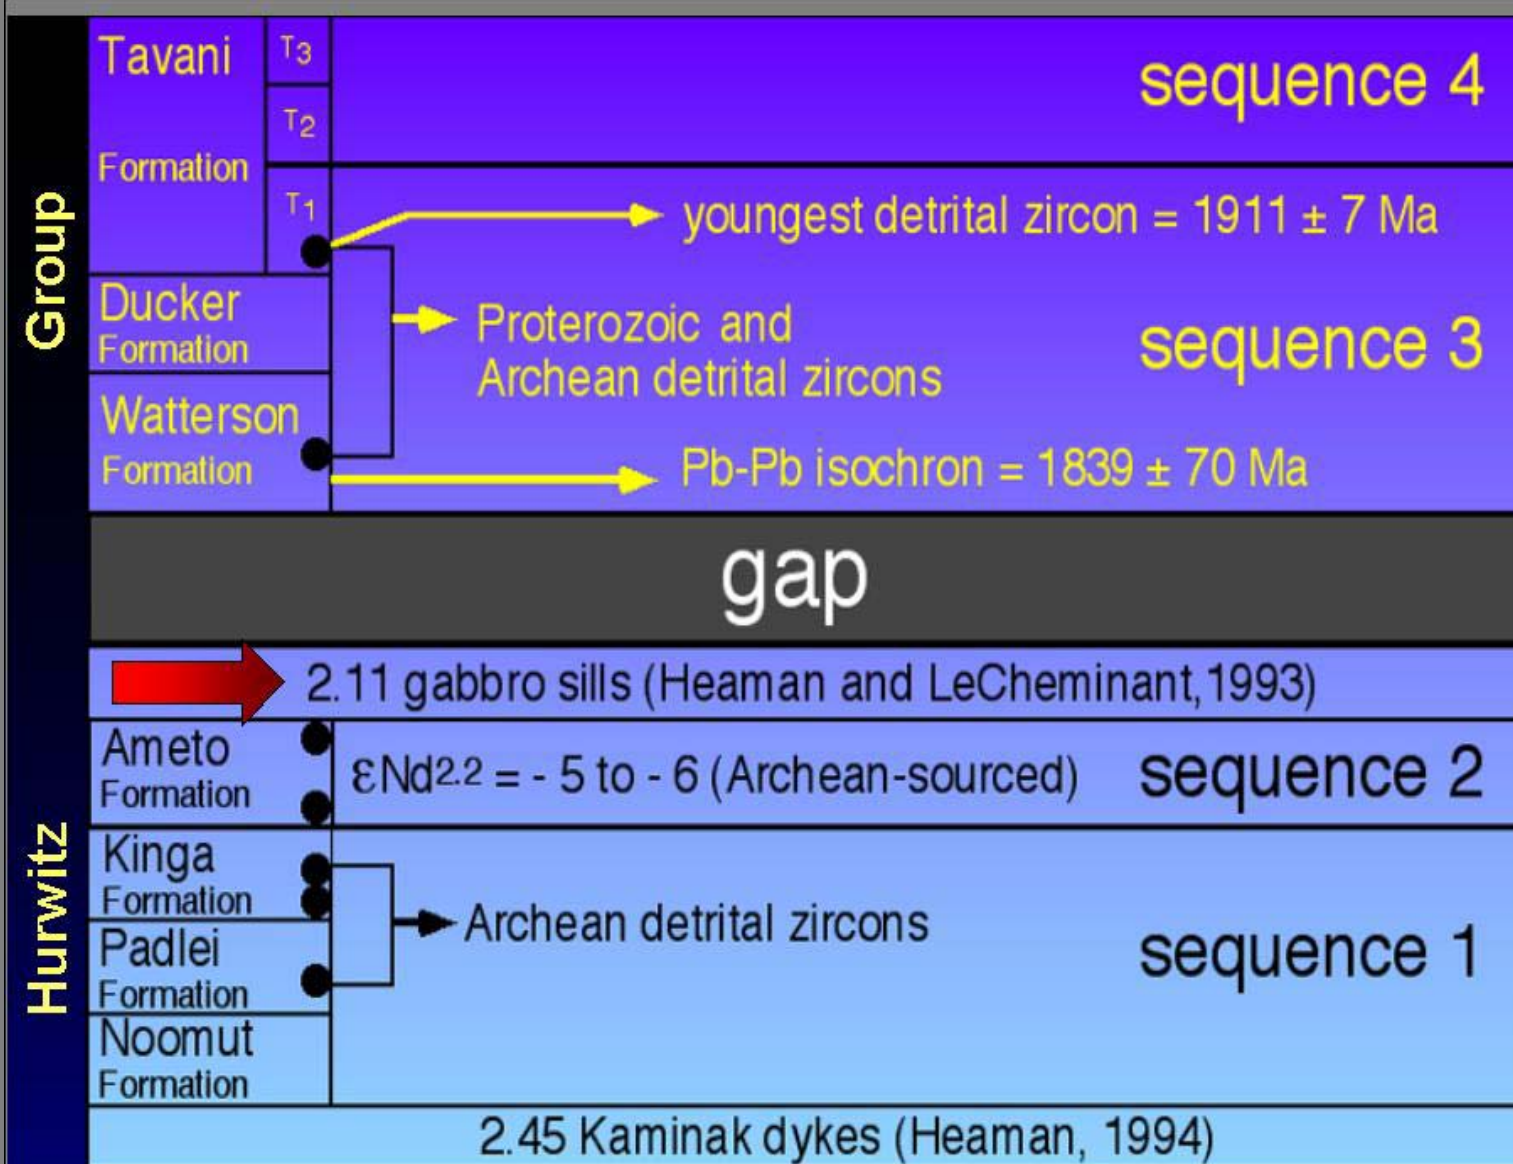 Tavani
Formation
T3
T2
T1
sequence 4
youngest detrital zircon = 1911 ± 7 Ma
Ducker
Formation
Proterozoic and
Archean detrital zircons
sequence 3
Watterson
Formation
Pb-Pb isochron = 1839 ± 70 Ma
Group
gap
2.11 gabbro sills (Heaman and LeCheminant,1993)
Ameto
Formation
εNd2.2 = - 5 to - 6 (Archean-sourced)
sequence 2
Kinga
Formation
Archean detrital zircons
Padlei
Formation
sequence 1
Noomut
Formation
Hurwitz
2.45 Kaminak dykes (Heaman, 1994)